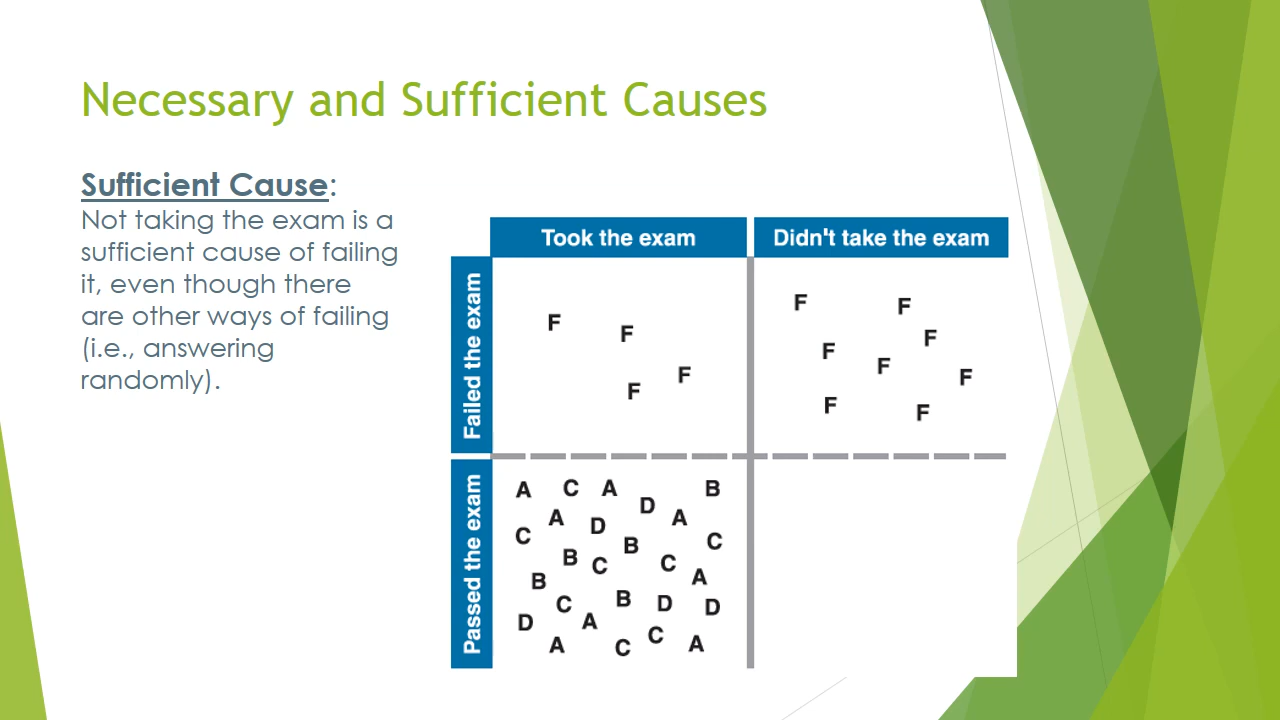 Necessary and Sufficient Causes
Sufficient Cause:
Not taking the exam is a
sufficient cause of failing
it, even though there
are other ways of failing
(i.e., answering
randomly).
Took the exam
Didn't take the exam
Failed the exam
F
F
F
F
F
F
F
F
F
F
F
F
Passed the exam
A C A B
D
A D A
C B C
B C C
B A
C B D D
D A
C
A C A